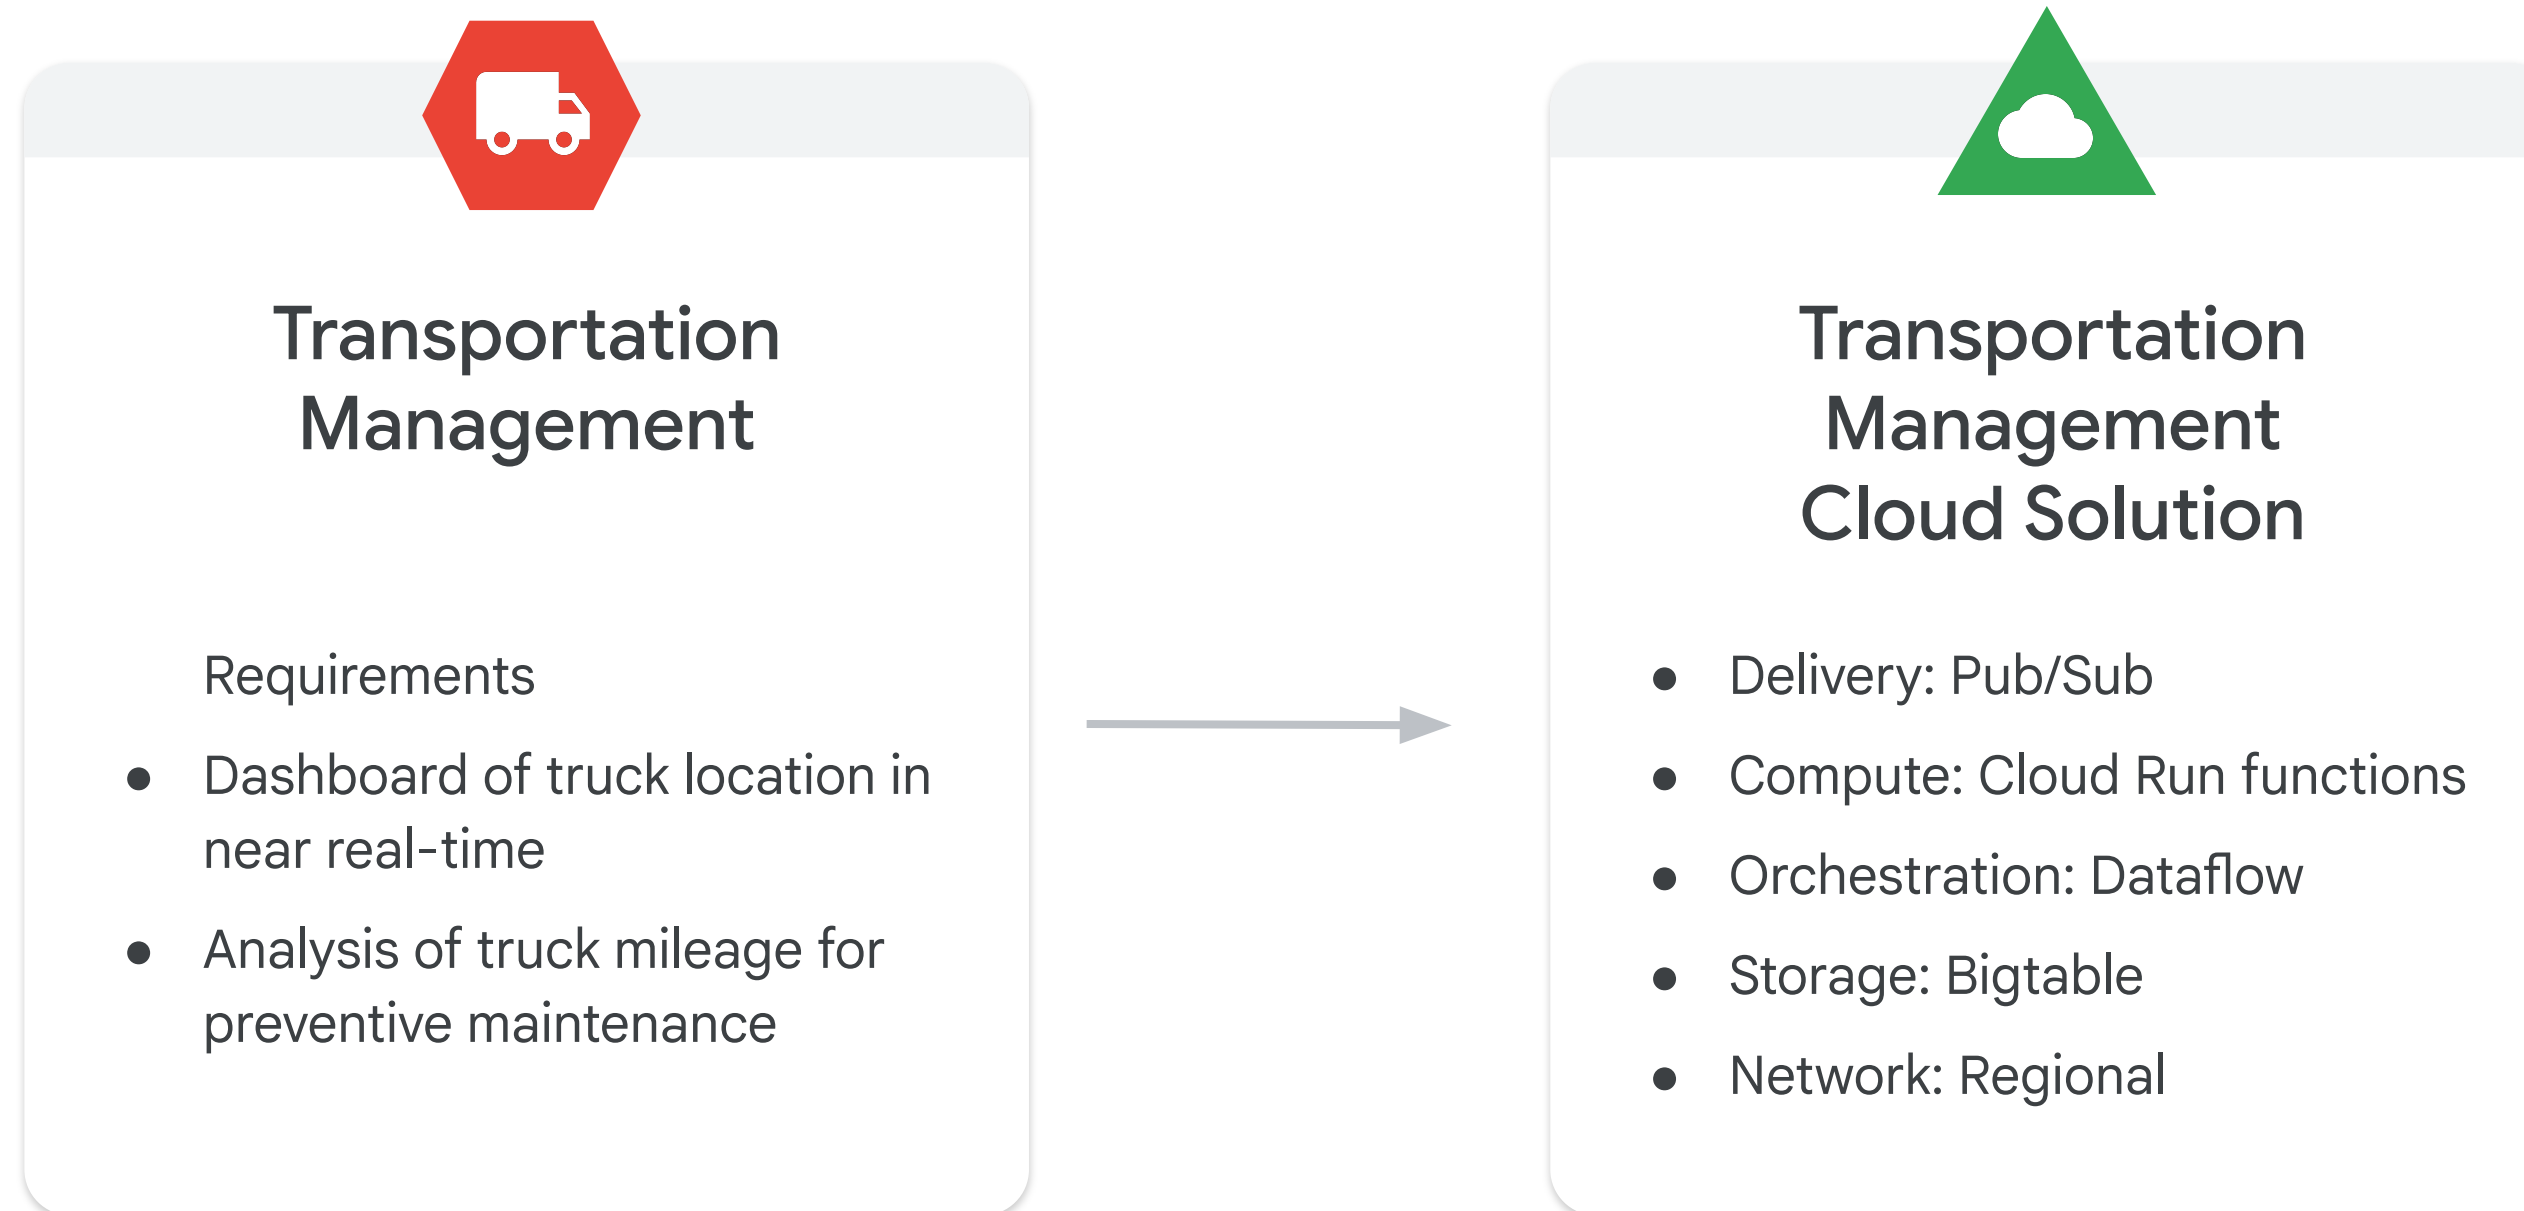 Transportation
Management
Requirements
● Dashboard of truck location in
near real-time
● Analysis of truck mileage for
preventive maintenance
Transportation
Management
Cloud Solution
● Delivery: Pub/Sub
● Compute: Cloud Run functions
● Orchestration: Dataflow
● Storage: Bigtable
● Network: Regional